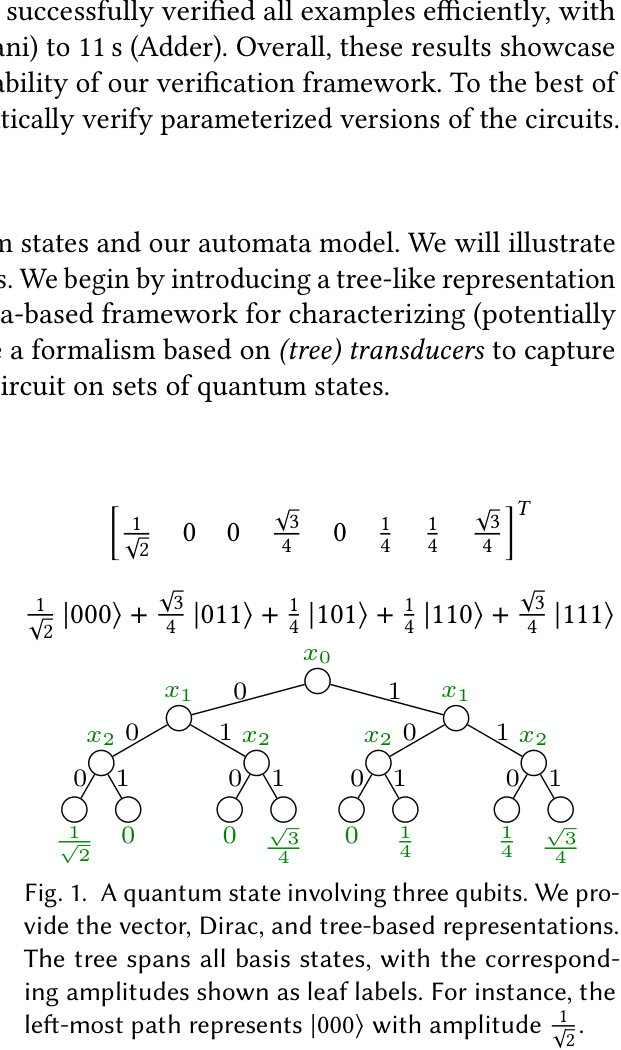 successfully verified all examples efficiently, with
ani) to 11 s (Adder). Overall, these results showcase
ability of our verification framework. To the best of
tically verify parameterized versions of the circuits.
m states and our automata model. We will illustrate
s. We begin by introducing a tree-like representation
a-based framework for characterizing (potentially
e a formalism based on (tree) transducers to capture
ircuit on sets of quantum states.
[1/√2 0 0 √3/4 0 1/4 1/4 √3/4]ᵀ
1/√2 |000⟩ + √3/4 |011⟩ + 1/4 |101⟩ + 1/4 |110⟩ + √3/4 |111⟩
x₀
x₁ 0 1 x₁
x₂ 0 1 x₂ x₂ 0 1 x₂
0 1 0 1 0 1 0 1
1/√2 0 0 √3/4 0 1/4 1/4 √3/4
Fig. 1. A quantum state involving three qubits. We pro-
vide the vector, Dirac, and tree-based representations.
The tree spans all basis states, with the correspond-
ing amplitudes shown as leaf labels. For instance, the
left-most path represents |000⟩ with amplitude 1/√2.